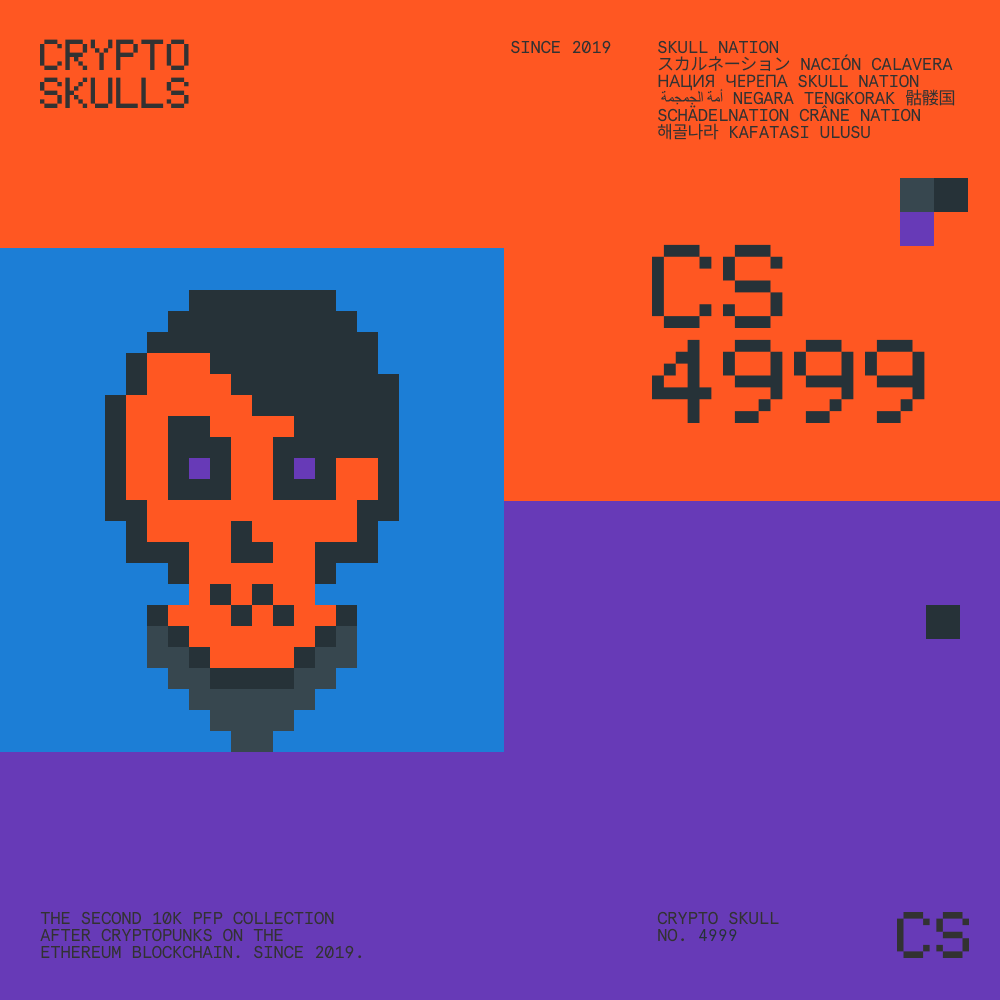 CRYPTO
SKULLS
SINCE 2019
SKULL NATION
スカルネーション NACIÓN CALAVERA
НАЦИЯ ЧЕРЕПА SKULL NATION
أمة الجمجمة NEGARA TENGKORAK 骷髅国
SCHÄDELNATION CRÂNE NATION
해골나라 KAFATASI ULUSU
CS
4999
THE SECOND 10K PFP COLLECTION
AFTER CRYPTOPUNKS ON THE
ETHEREUM BLOCKCHAIN. SINCE 2019.
CRYPTO SKULL
NO. 4999
CS